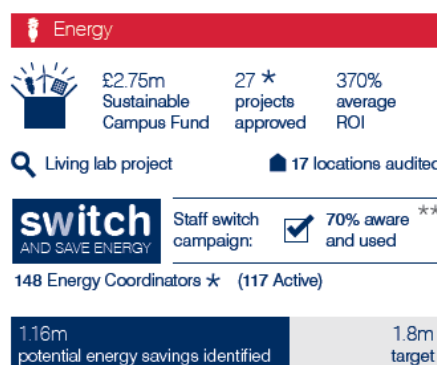 Energy
£2.75m
Sustainable
Campus Fund
27 *
projects
approved
370%
average
ROI
Living lab project
17 locations audited
switch
AND SAVE ENERGY
Staff switch
campaign:
70% aware **
and used
148 Energy Coordinators * (117 Active)
1.16m
potential energy savings identified
1.8m
target